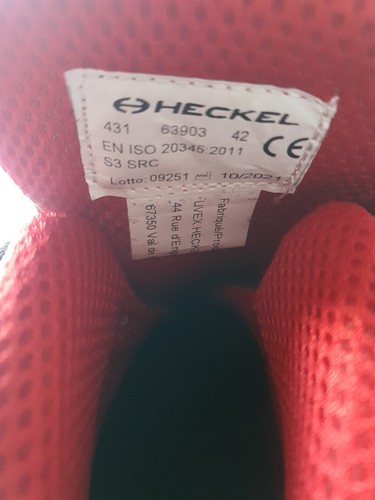 HECKEL
431 63903 42
CE
EN ISO 20345:2011
S3 SRC
Lotto: 09251 10/2021
Fabriqué/Pro
UVEX HECK
44 Rue d'En
67350 Val de